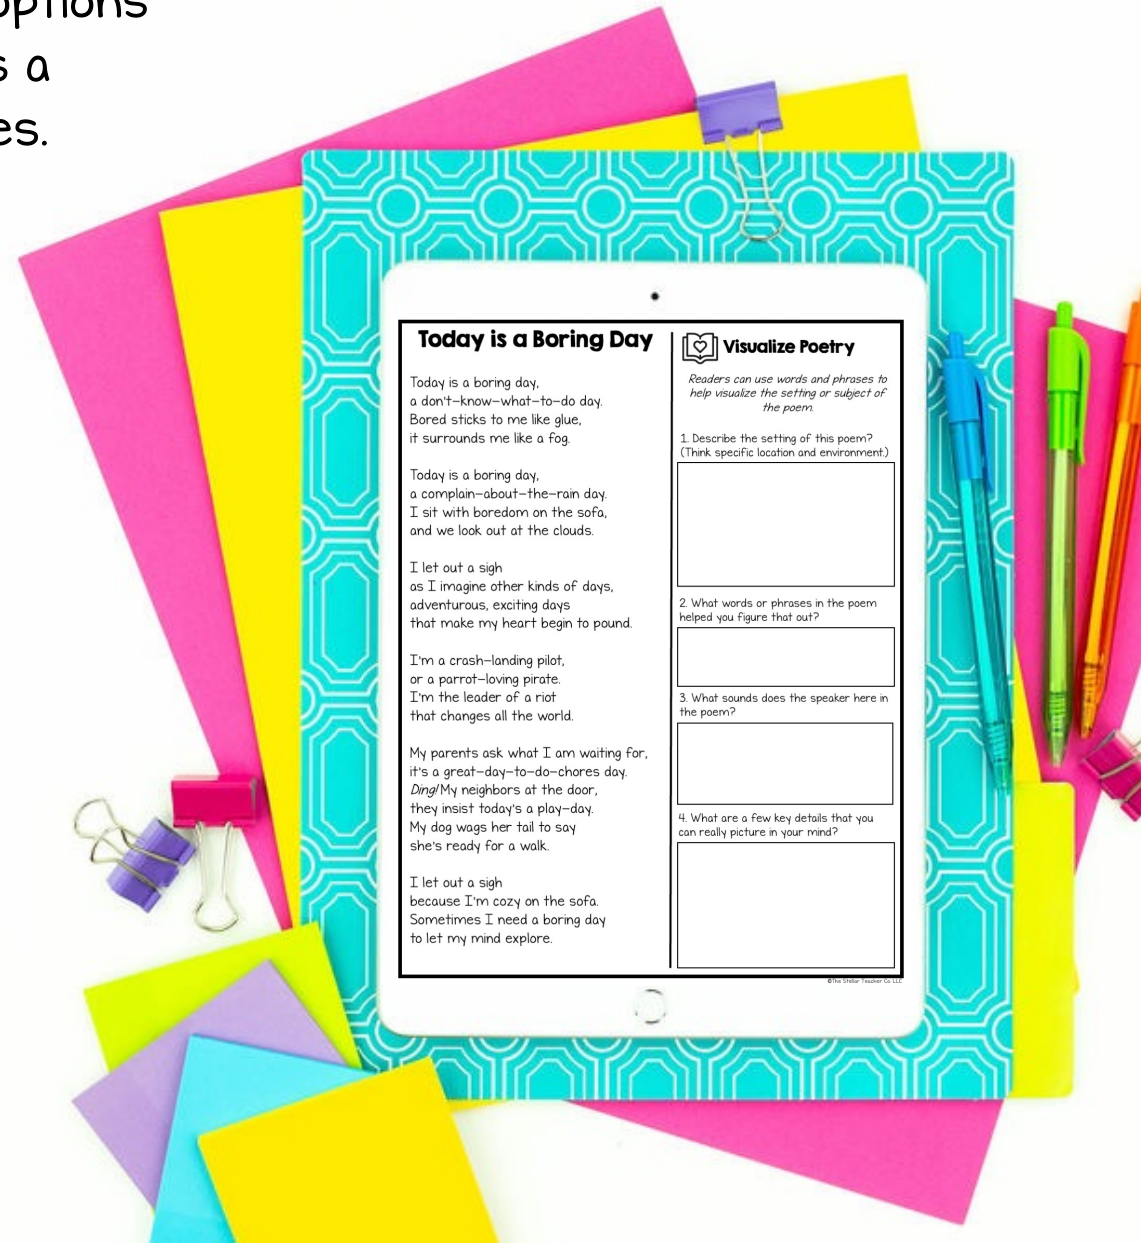 options
s a
es.
Today is a Boring Day
Today is a boring day,
a don't-know-what-to-do day.
Bored sticks to me like glue,
it surrounds me like a fog.
Today is a boring day,
a complain-about-the-rain day.
I sit with boredom on the sofa,
and we look out at the clouds.
I let out a sigh
as I imagine other kinds of days,
adventurous, exciting days
that make my heart begin to pound.
I'm a crash-landing pilot,
or a parrot-loving pirate.
I'm the leader of a riot
that changes all the world.
My parents ask what I am waiting for,
it's a great-day-to-do-chores day.
Ding! My neighbors at the door,
they insist today's a play-day.
My dog wags her tail to say
she's ready for a walk.
I let out a sigh
because I'm cozy on the sofa.
Sometimes I need a boring day
to let my mind explore.
Visualize Poetry
Readers can use words and phrases to
help visualize the setting or subject of
the poem.
1. Describe the setting of this poem?
(Think specific location and environment.)
2. What words or phrases in the poem
helped you figure that out?
3. What sounds does the speaker here in
the poem?
4. What are a few key details that you
can really picture in your mind?
©The Stellar Teacher Co. LLC